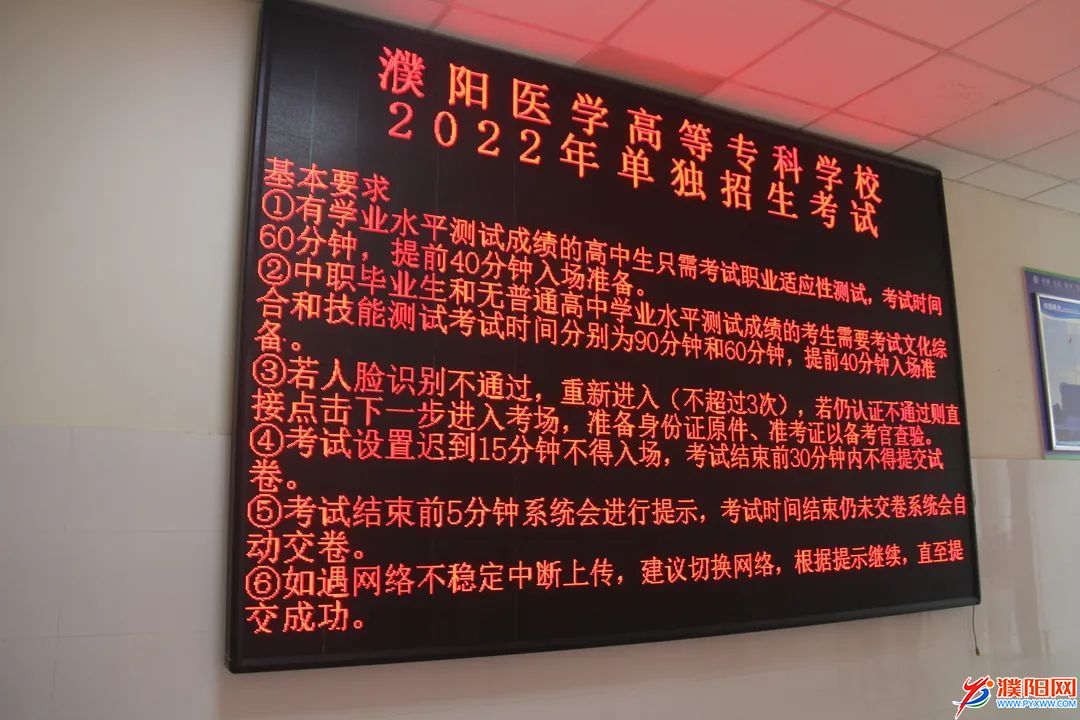 濮阳医学高等专科学校
2022年单独招生考试
基本要求
①有学业水平测试成绩的高中生只需考试职业适应性测试，考试时间
60分钟，提前40分钟入场准备。
②中职毕业生和无普通高中学业水平测试成绩的考生需要考试文化综
合和技能测试考试时间分别为90分钟和60分钟，提前40分钟入场准
备。
③若人脸识别不通过，重新进入（不超过3次），若仍认证不通过则直
接点击下一步进入考场，准备身份证原件、准考证以备考官查验。
④考试设置迟到15分钟不得入场，考试结束前30分钟内不得提交试
卷。
⑤考试结束前5分钟系统会进行提示，考试时间结束仍未交卷系统会自
动交卷。
⑥如遇网络不稳定中断上传，建议切换网络，根据提示继续，直至提
交成功。
濮阳网
WWW.PYXWW.COM